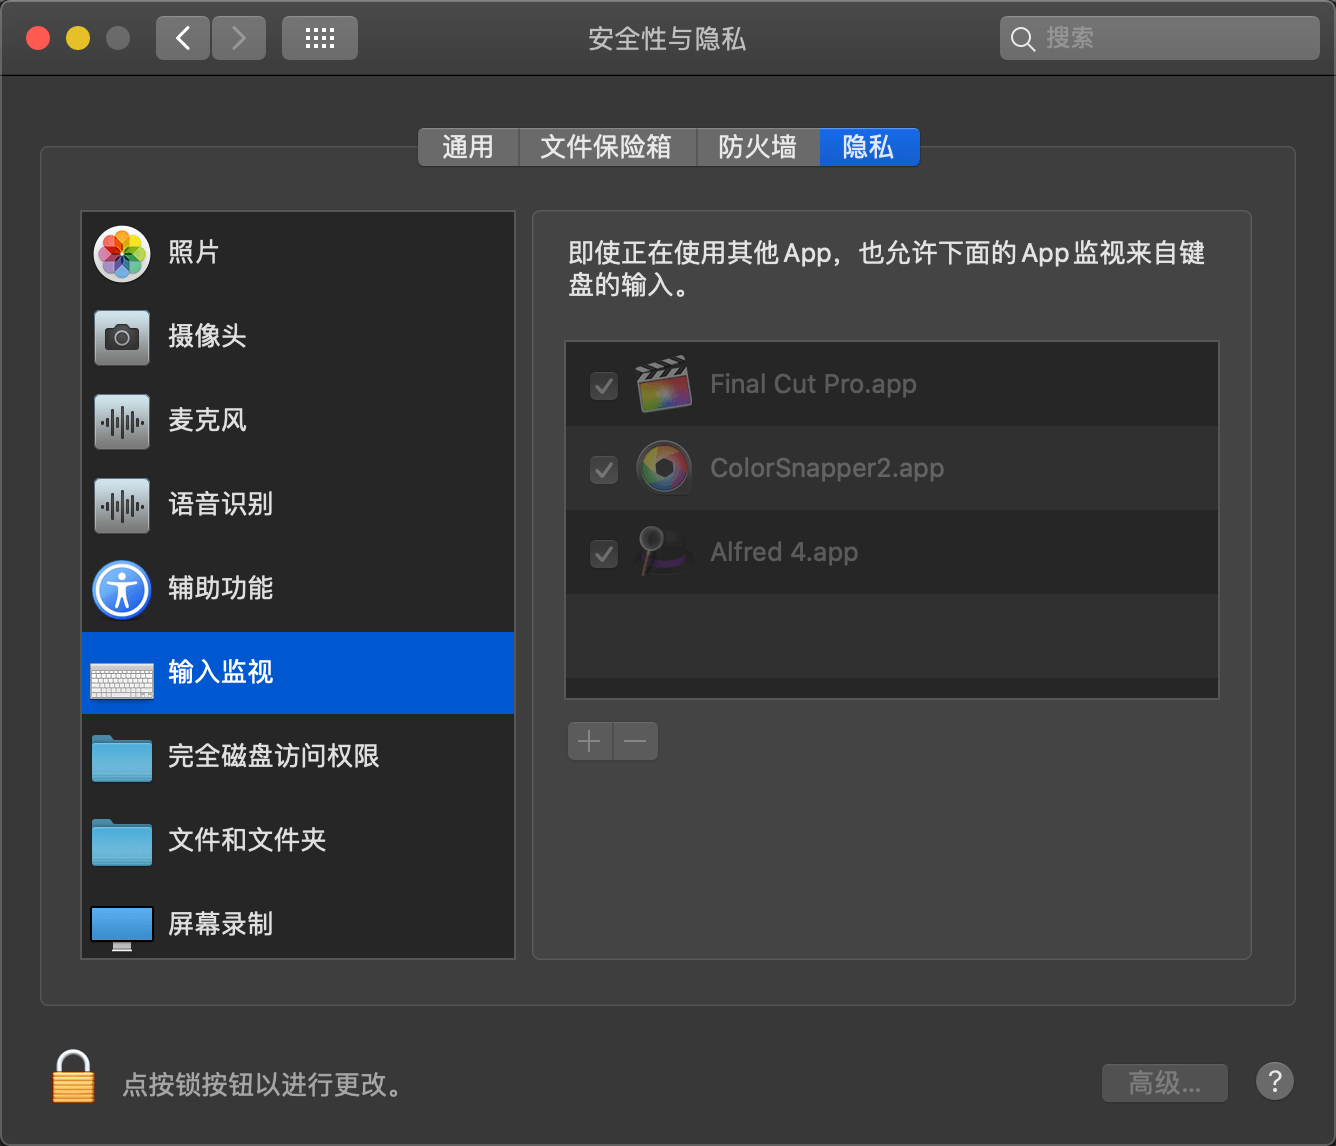 安全性与隐私
搜索
通用
文件保险箱
防火墙
隐私
照片
摄像头
麦克风
语音识别
辅助功能
输入监视
完全磁盘访问权限
文件和文件夹
屏幕录制
即使正在使用其他 App，也允许下面的 App 监视来自键
盘的输入。
Final Cut Pro.app
ColorSnapper2.app
Alfred 4.app
点按锁按钮以进行更改。
高级...
?